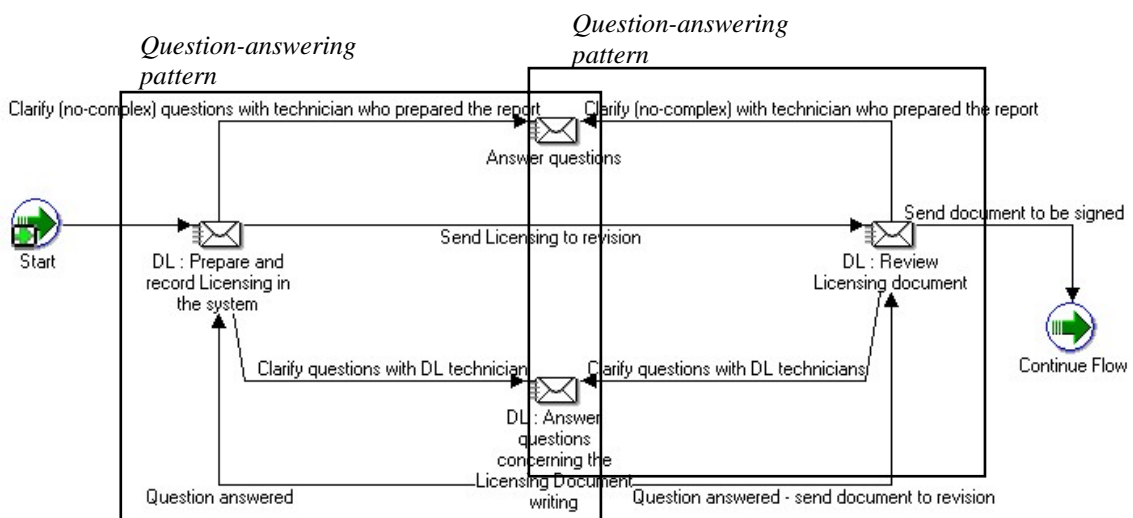 Question-answering
pattern
Question-answering
pattern
Clarify (no-complex) questions with technician who prepared the report
Clarify (no-complex) with technician who prepared the report
Answer questions
Start
DL : Prepare and
record Licensing in
the system
Send Licensing to revision
DL : Review
Licensing document
Send document to be signed
Continue Flow
Clarify questions with DL technician
Clarify questions with DL technicians
DL : Answer
questions
concerning the
Licensing Document
writing
Question answered
Question answered - send document to revision